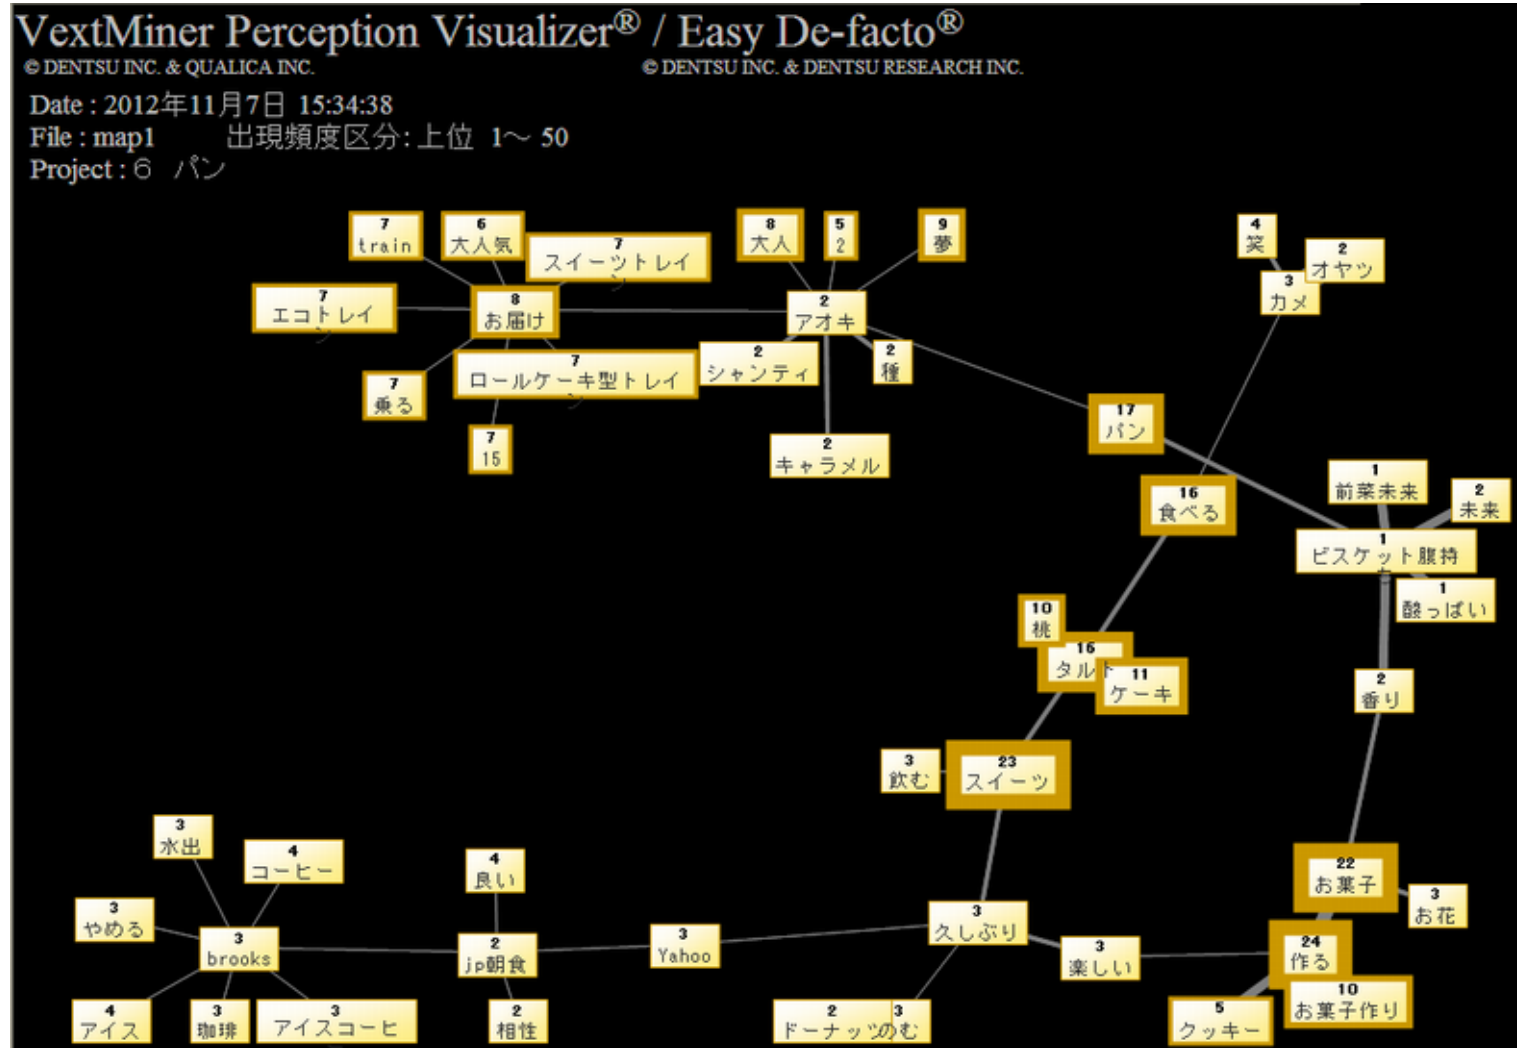 VextMiner Perception Visualizer® / Easy De-facto®
© DENTSU INC. & QUALICA INC.
© DENTSU INC. & DENTSU RESEARCH INC.
Date : 2012年11月7日 15:34:38
File : map1 出現頻度区分:上位 1～ 50
Project : 6 パン
7
train
6
大人気
7
スイーツトレイン
8
大人
5
2
9
夢
4
笑
2
オヤツ
3
カメ
7
エコトレイン
8
お届け
2
アオキ
7
ロールケーキ型トレイン
2
シャンティ
2
種
7
乗る
7
15
2
キャラメル
17
パン
16
食べる
1
前菜未来
2
未来
1
ビスケット腹持
1
酸っぱい
10
桃
16
タルト
11
ケーキ
2
香り
3
飲む
23
スイーツ
3
水出
4
コーヒー
4
良い
22
お菓子
3
お花
3
やめる
3
brooks
2
jp朝食
3
Yahoo
3
久しぶり
3
楽しい
24
作る
10
お菓子作り
4
アイス
3
珈琲
3
アイスコーヒ
2
相性
2
ドーナッツ
3
のむ
5
クッキー